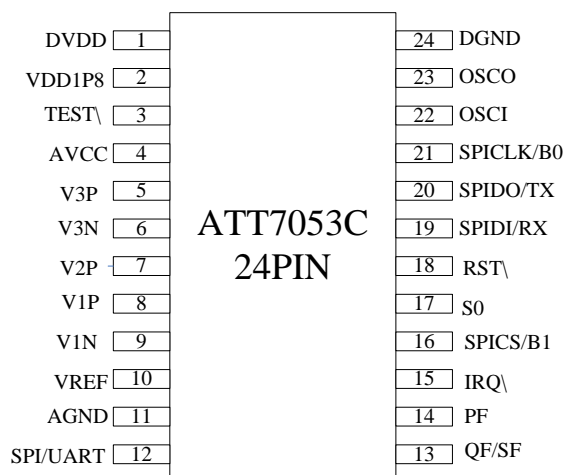 DVDD 1 24 DGND
VDD1P8 2 23 OSCO
TEST\ 3 22 OSCI
AVCC 4 21 SPICLK/B0
V3P 5 20 SPIDO/TX
V3N 6 19 SPIDI/RX
ATT7053C
24PIN
V2P 7 18 RST\
V1P 8 17 S0
V1N 9 16 SPICS/B1
VREF 10 15 IRQ\
AGND 11 14 PF
SPI/UART 12 13 QF/SF